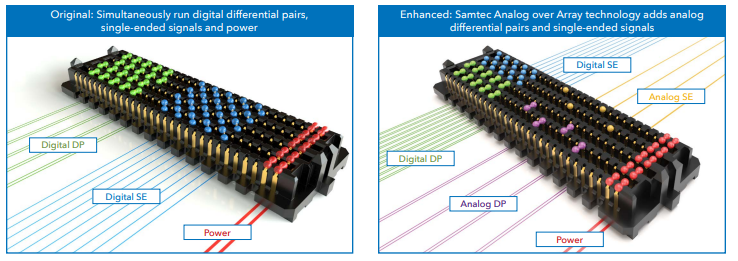 Original: Simultaneously run digital differential pairs,
single-ended signals and power
Digital DP
Digital SE
Power
Enhanced: Samtec Analog over Array technology adds analog
differential pairs and single-ended signals
Digital SE
Analog SE
Digital DP
Analog DP
Power